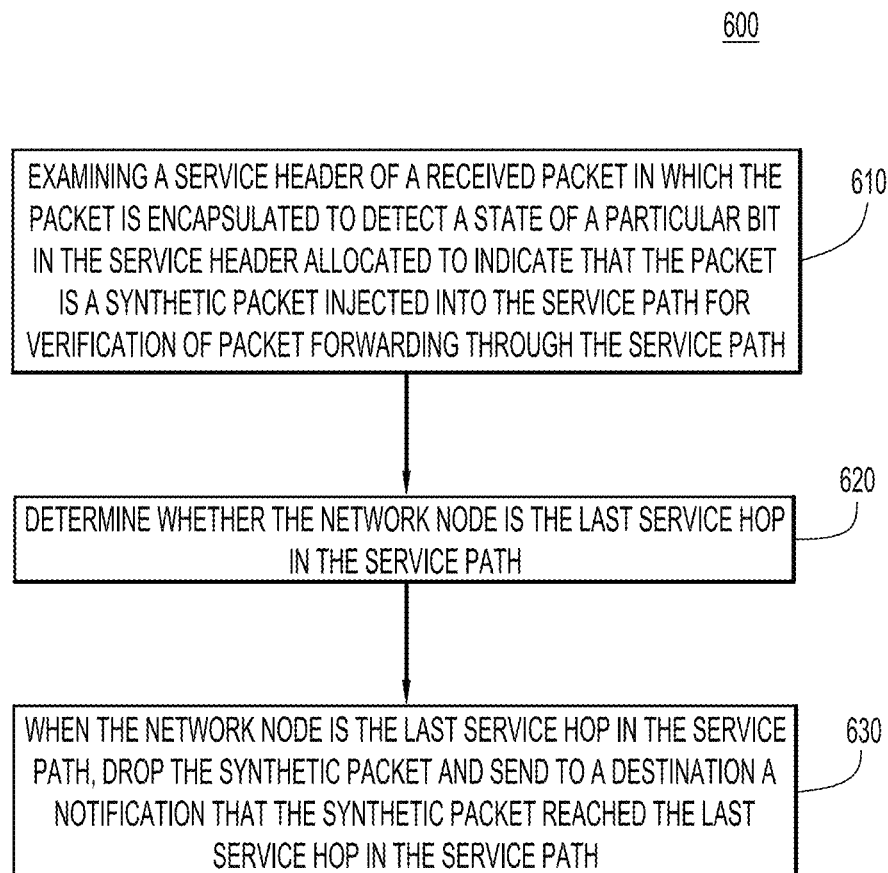 600
EXAMINING A SERVICE HEADER OF A RECEIVED PACKET IN WHICH THE
PACKET IS ENCAPSULATED TO DETECT A STATE OF A PARTICULAR BIT
IN THE SERVICE HEADER ALLOCATED TO INDICATE THAT THE PACKET
IS A SYNTHETIC PACKET INJECTED INTO THE SERVICE PATH FOR
VERIFICATION OF PACKET FORWARDING THROUGH THE SERVICE PATH
610
DETERMINE WHETHER THE NETWORK NODE IS THE LAST SERVICE HOP
IN THE SERVICE PATH
620
WHEN THE NETWORK NODE IS THE LAST SERVICE HOP IN THE SERVICE
PATH, DROP THE SYNTHETIC PACKET AND SEND TO A DESTINATION A
NOTIFICATION THAT THE SYNTHETIC PACKET REACHED THE LAST
SERVICE HOP IN THE SERVICE PATH
630